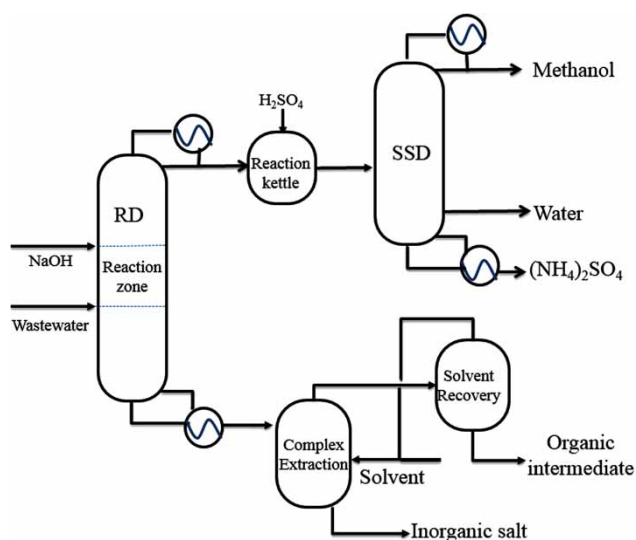 Methanol
H₂SO₄
Reaction
kettle
SSD
RD
Water
NaOH
Reaction
zone
(NH4)₂SO₄
Wastewater
Solvent
Recovery
Complex
Extraction
Solvent
Organic
intermediate
Inorganic salt